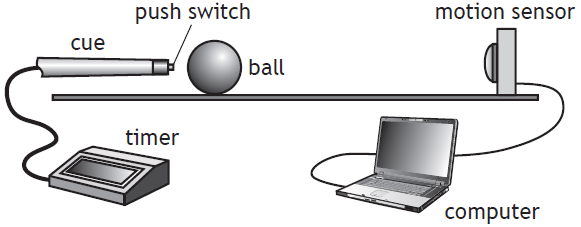 push switch
motion sensor
cue
ball
timer
computer